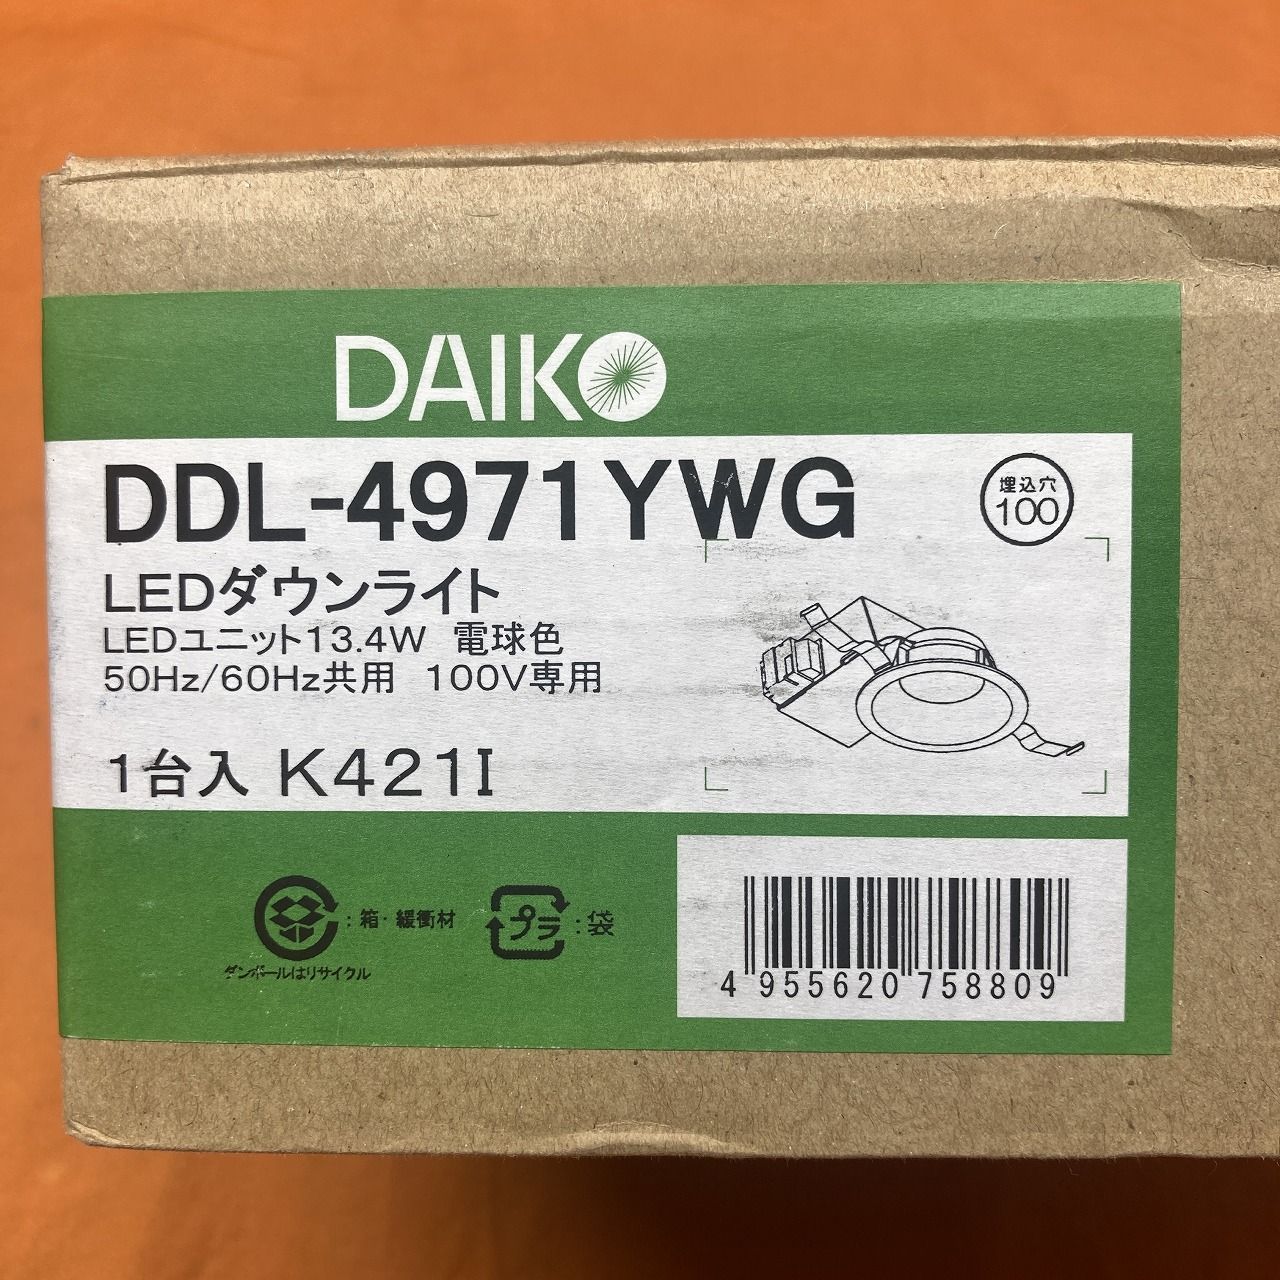 DAIKO
DDL-4971YWG
埋込穴
100
LEDダウンライト
LEDユニット13.4W 電球色
50Hz/60Hz共用 100V専用
1台入 K421I
:箱・緩衝材
ダンボールはリサイクル
プラ:袋
4 955620 758809